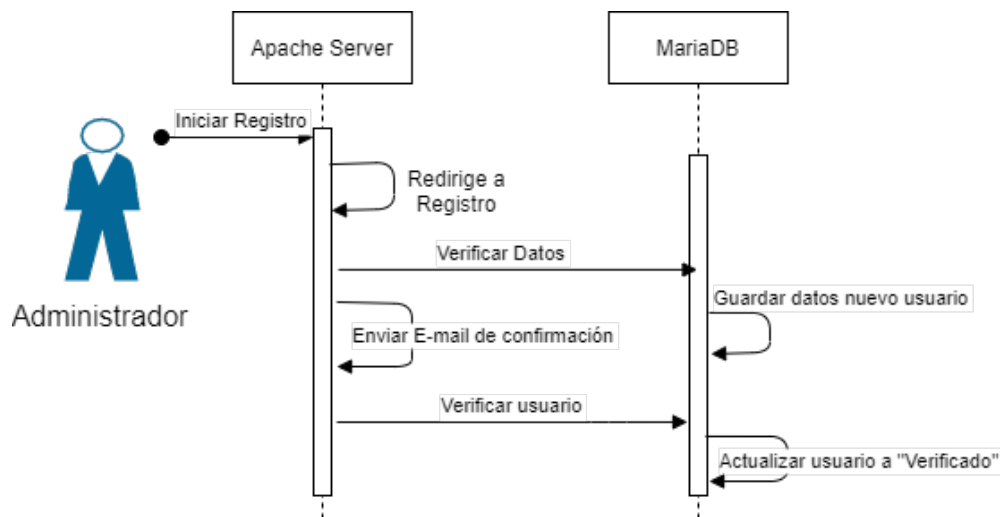 Apache Server
MariaDB
Iniciar Registro
Redirige a
Registro
Verificar Datos
Guardar datos nuevo usuario
Administrador
Enviar E-mail de confirmación
Verificar usuario
Actualizar usuario a "Verificado"